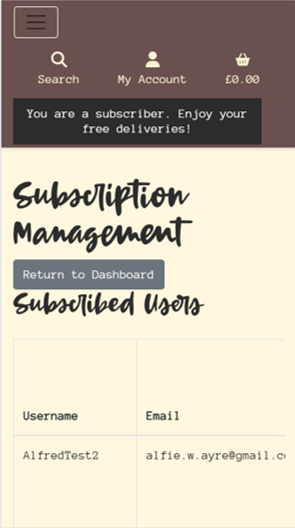 Search My Account £0.00
You are a subscriber. Enjoy your
free deliveries!
Subscription
Management
Return to Dashboard
Subscribed Users
Username Email
AlfredTest2 alfie.w.ayre@gmail.c